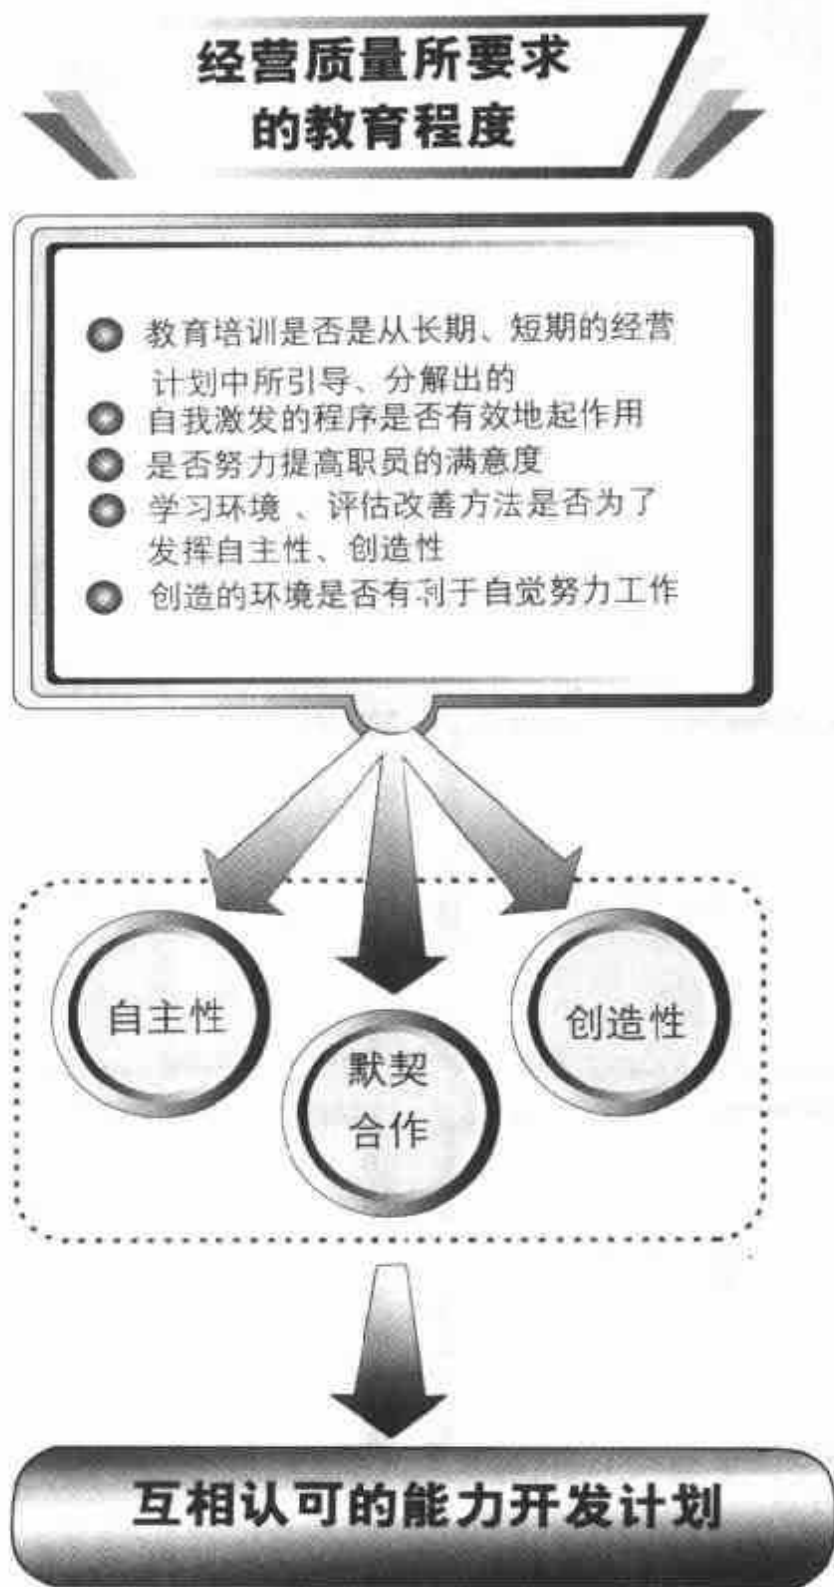 经营质量所要求
的教育程度
教育培训是否是从长期、短期的经营
计划中所引导、分解出的
自我激发的程序是否有效地起作用
是否努力提高职员的满意度
学习环境、评估改善方法是否为了
发挥自主性、创造性
创造的环境是否有利于自觉努力工作
自主性
创造性
默契
合作
互相认可的能力开发计划